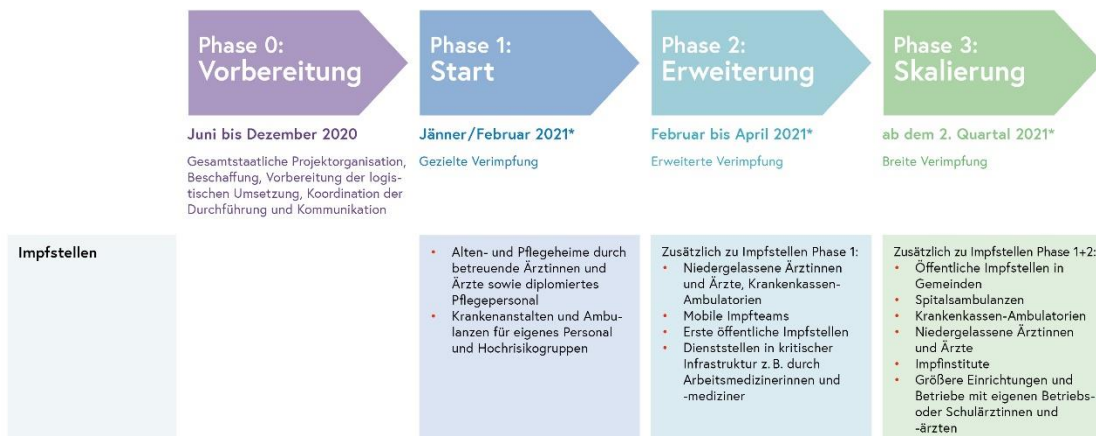 Phase 0:
Vorbereitung
Phase 1:
Start
Phase 2:
Erweiterung
Phase 3:
Skalierung
Juni bis Dezember 2020
Gesamtstaatliche Projektorganisation,
Beschaffung, Vorbereitung der logis-
tischen Umsetzung, Koordination der
Durchführung und Kommunikation
Jänner/Februar 2021*
Gezielte Verimpfung
Februar bis April 2021*
Erweiterte Verimpfung
ab dem 2. Quartal 2021*
Breite Verimpfung
Impfstellen
• Alten- und Pflegeheime durch
betreuende Ärztinnen und
Ärzte sowie diplomiertes
Pflegepersonal
• Krankenanstalten und Ambu-
lanzen für eigenes Personal
und Hochrisikogruppen
Zusätzlich zu Impfstellen Phase 1:
• Niedergelassene Ärztinnen
und Ärzte, Krankenkassen-
Ambulatorien
• Mobile Impfteams
• Erste öffentliche Impfstellen
• Dienststellen in kritischer
Infrastruktur z. B. durch
Arbeitsmedizinerinnen und
-mediziner
Zusätzlich zu Impfstellen Phase 1+2:
• Öffentliche Impfstellen in
Gemeinden
• Spitalsambulanzen
• Krankenkassen-Ambulatorien
• Niedergelassene Ärztinnen
und Ärzte
• Impfinstitute
• Größere Einrichtungen und
Betriebe mit eigenen Betriebs-
oder Schulärztinnen und
-ärzten